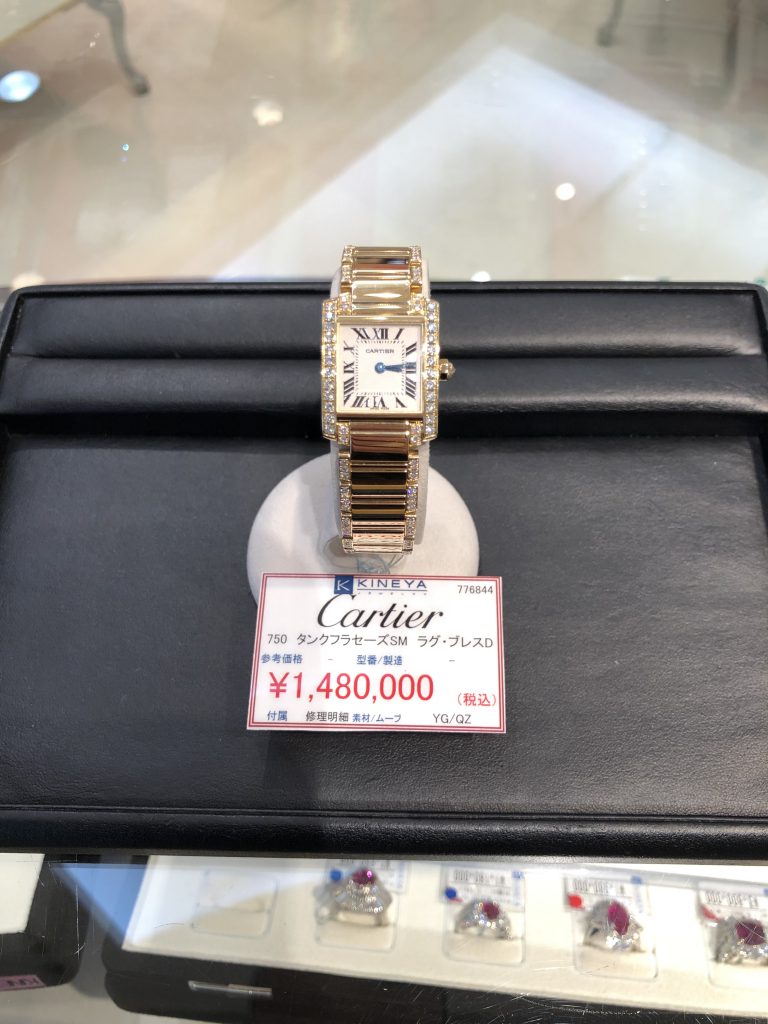 XII
CARTIER
K KINEYA
JEWELRY
776844
Cartier
750 タンクフラセーズSM ラグ・ブレスD
参考価格 - 型番/製造 -
¥1,480,000 (税込)
付属 修理明細 素材/ムーブ YG/QZ